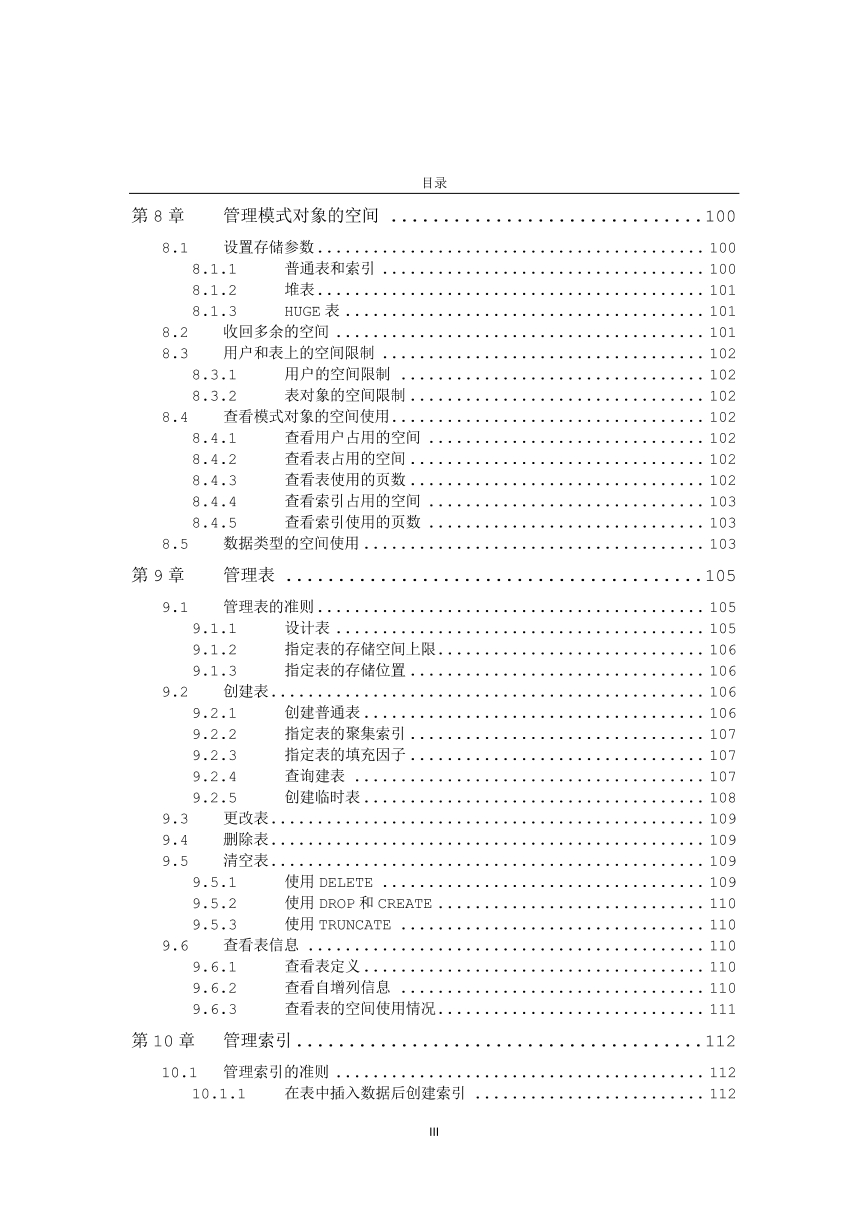 目录
第 8 章 管理模式对象的空间 ..............................100
8.1 设置存储参数.......................................... 100
8.1.1 普通表和索引 ................................... 100
8.1.2 堆表.......................................... 101
8.1.3 HUGE 表 ....................................... 101
8.2 收回多余的空间 ........................................ 101
8.3 用户和表上的空间限制 ................................... 102
8.3.1 用户的空间限制 ................................. 102
8.3.2 表对象的空间限制................................ 102
8.4 查看模式对象的空间使用.................................. 102
8.4.1 查看用户占用的空间 .............................. 102
8.4.2 查看表占用的空间................................ 102
8.4.3 查看表使用的页数................................ 102
8.4.4 查看索引占用的空间 .............................. 103
8.4.5 查看索引使用的页数 .............................. 103
8.5 数据类型的空间使用 ..................................... 103
第 9 章 管理表 ........................................105
9.1 管理表的准则.......................................... 105
9.1.1 设计表 ........................................ 105
9.1.2 指定表的存储空间上限............................. 106
9.1.3 指定表的存储位置................................ 106
9.2 创建表............................................... 106
9.2.1 创建普通表..................................... 106
9.2.2 指定表的聚集索引................................ 107
9.2.3 指定表的填充因子................................ 107
9.2.4 查询建表 ...................................... 107
9.2.5 创建临时表..................................... 108
9.3 更改表............................................... 109
9.4 删除表............................................... 109
9.5 清空表............................................... 109
9.5.1 使用 DELETE ................................... 109
9.5.2 使用 DROP 和 CREATE ............................. 110
9.5.3 使用 TRUNCATE ................................. 110
9.6 查看表信息 ........................................... 110
9.6.1 查看表定义..................................... 110
9.6.2 查看自增列信息 ................................. 110
9.6.3 查看表的空间使用情况............................. 111
第 10 章 管理索引.......................................112
10.1 管理索引的准则 ........................................ 112
10.1.1 在表中插入数据后创建索引 ......................... 112
III